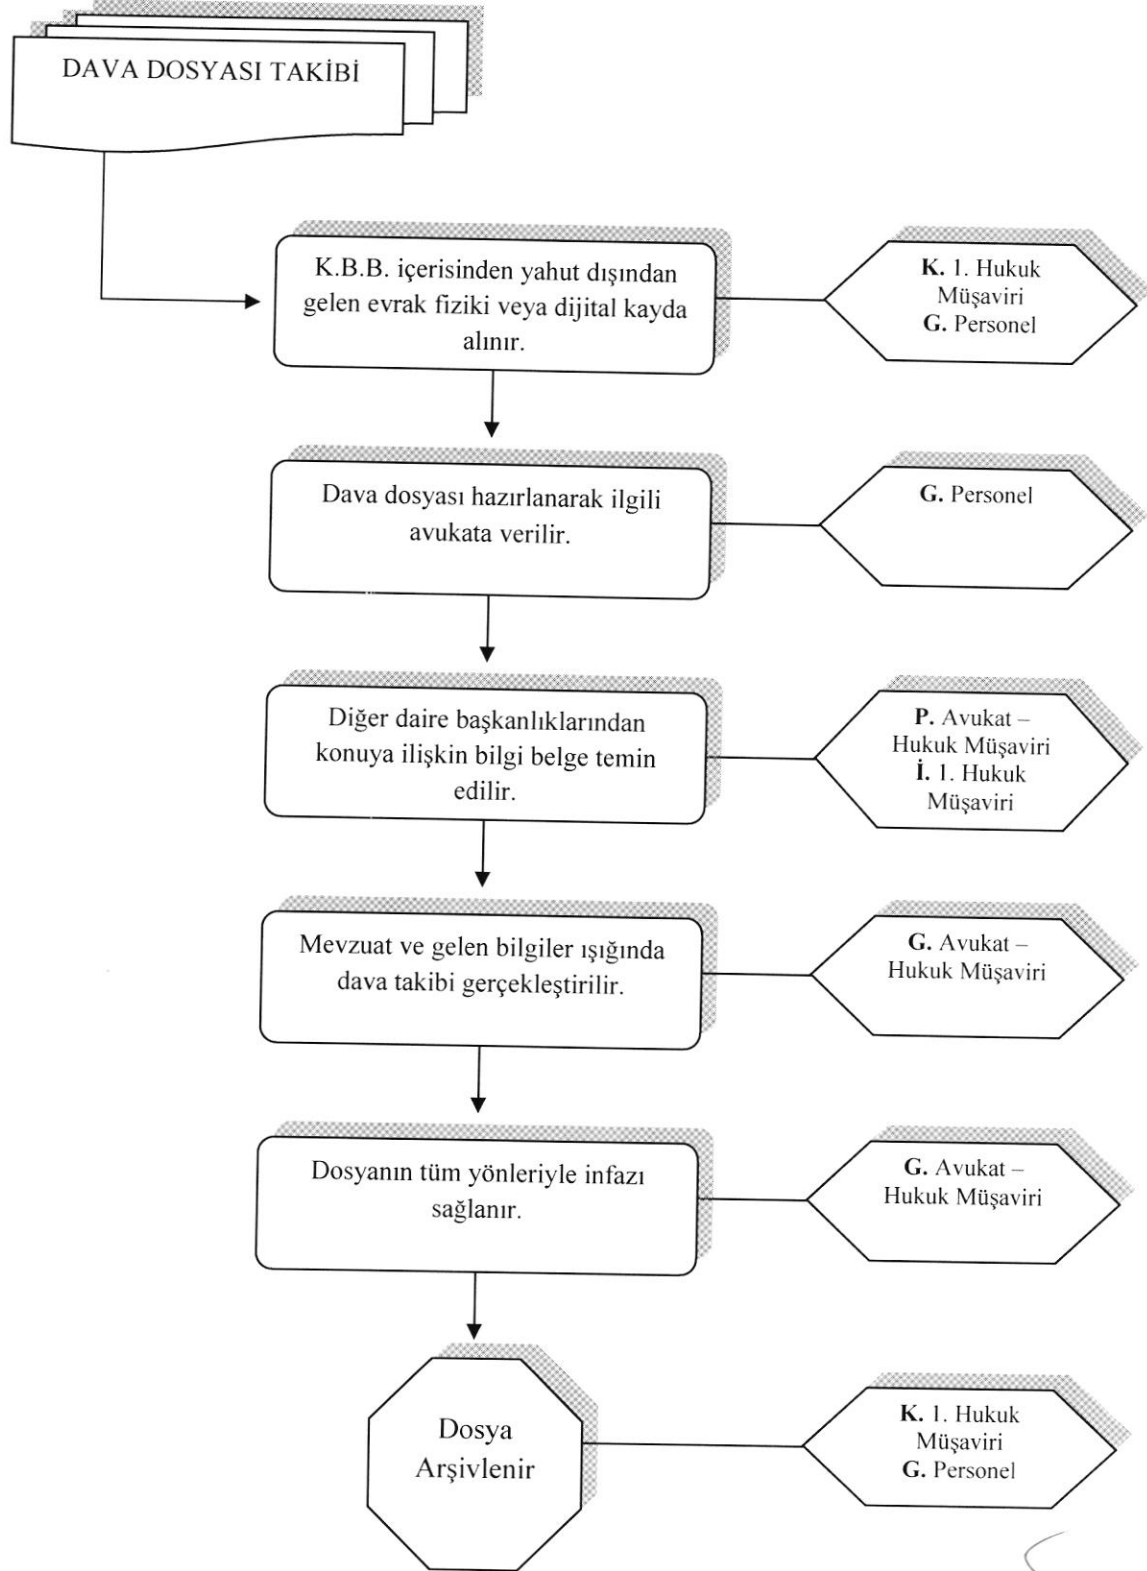 DAVA DOSYASI TAKİBİ
K.B.B. içerisinden yahut dışından
gelen evrak fiziki veya dijital kayda
alınır.
K. 1. Hukuk
Müşaviri
G. Personel
Dava dosyası hazırlanarak ilgili
avukata verilir.
G. Personel
Diğer daire başkanlıklarından
konuya ilişkin bilgi belge temin
edilir.
P. Avukat –
Hukuk Müşaviri
İ. 1. Hukuk
Müşaviri
Mevzuat ve gelen bilgiler ışığında
dava takibi gerçekleştirilir.
G. Avukat –
Hukuk Müşaviri
Dosyanın tüm yönleriyle infazı
sağlanır.
G. Avukat –
Hukuk Müşaviri
Dosya
Arşivlenir
K. 1. Hukuk
Müşaviri
G. Personel